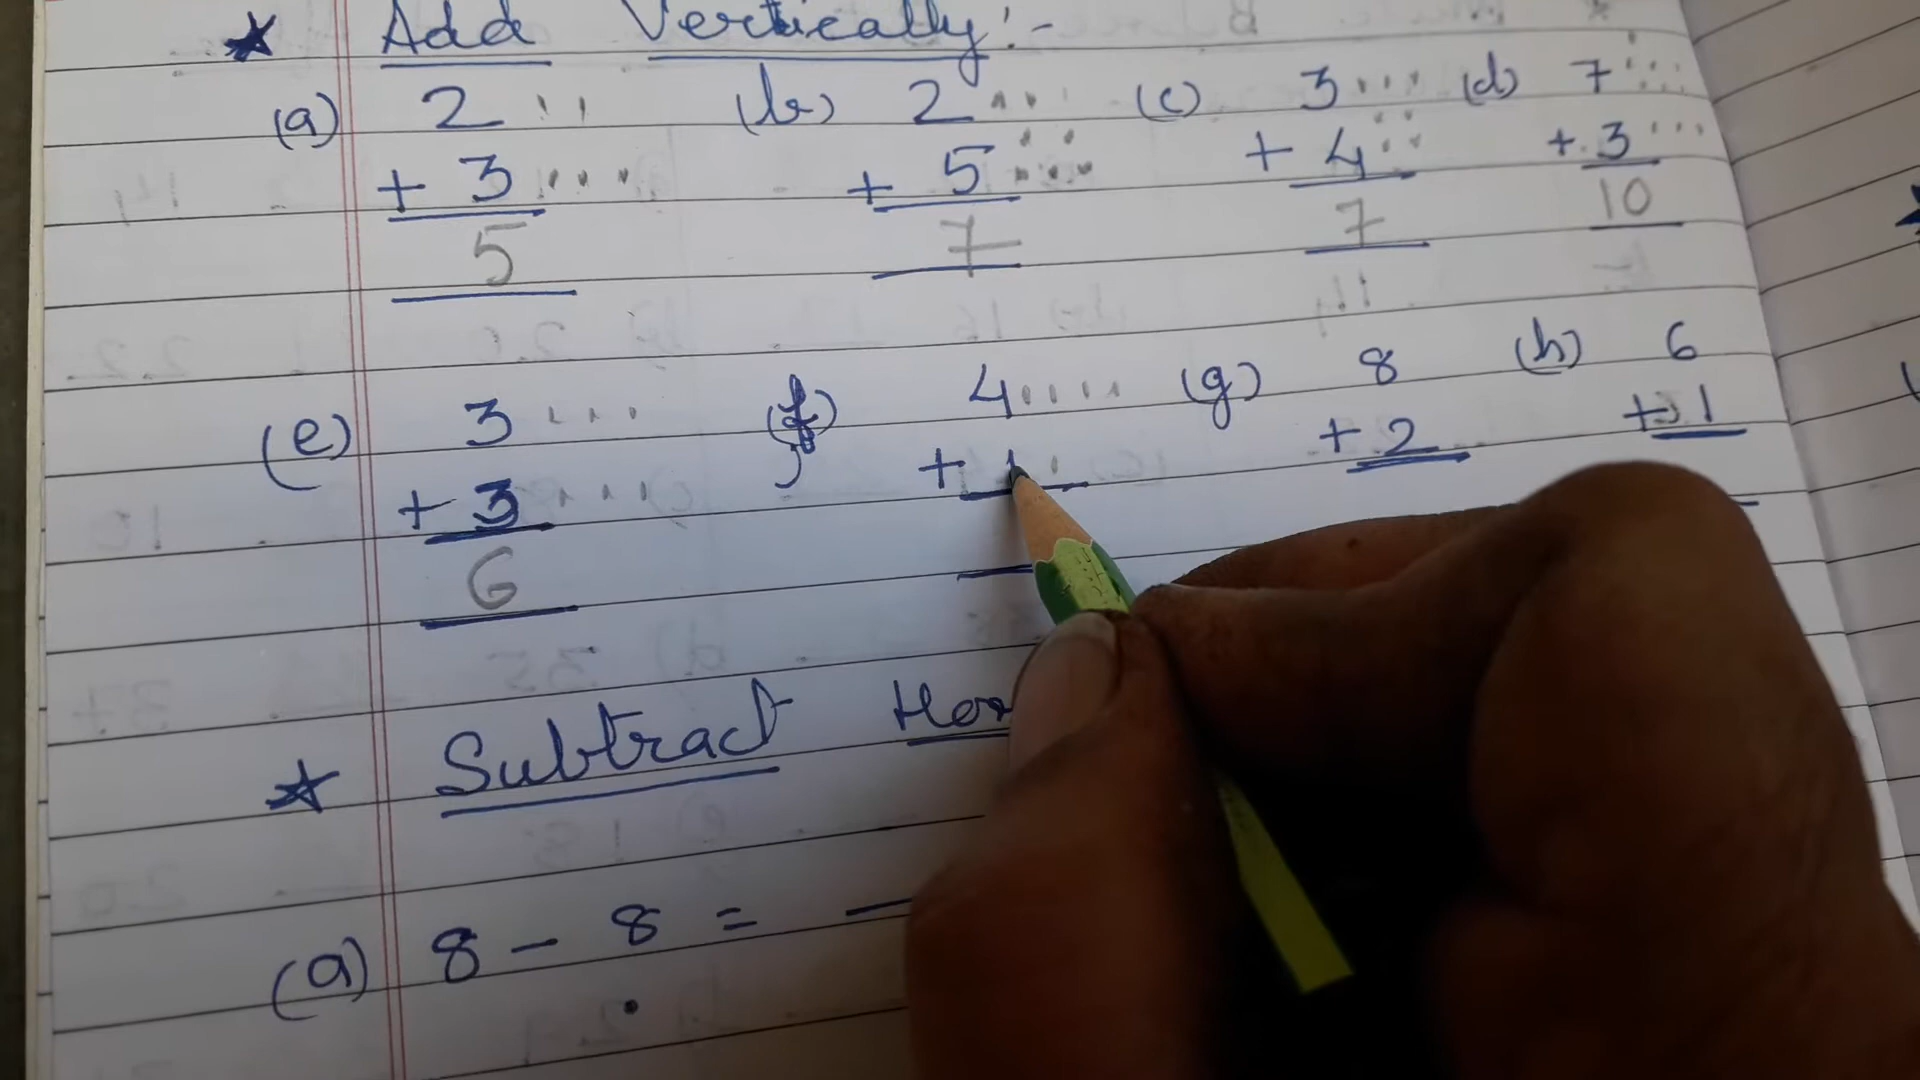 ★ Add Vertically :-
(a) 2 (b) 2 (c) 3 (d) 7
+ 3 + 5 + 4 + 3
5 7 7 10
(e) 3 (f) 4 (g) 8 (h) 6
+ 3 + 1 + 2 + 1
6
★ Subtract Hor
(a) 8 - 8 =